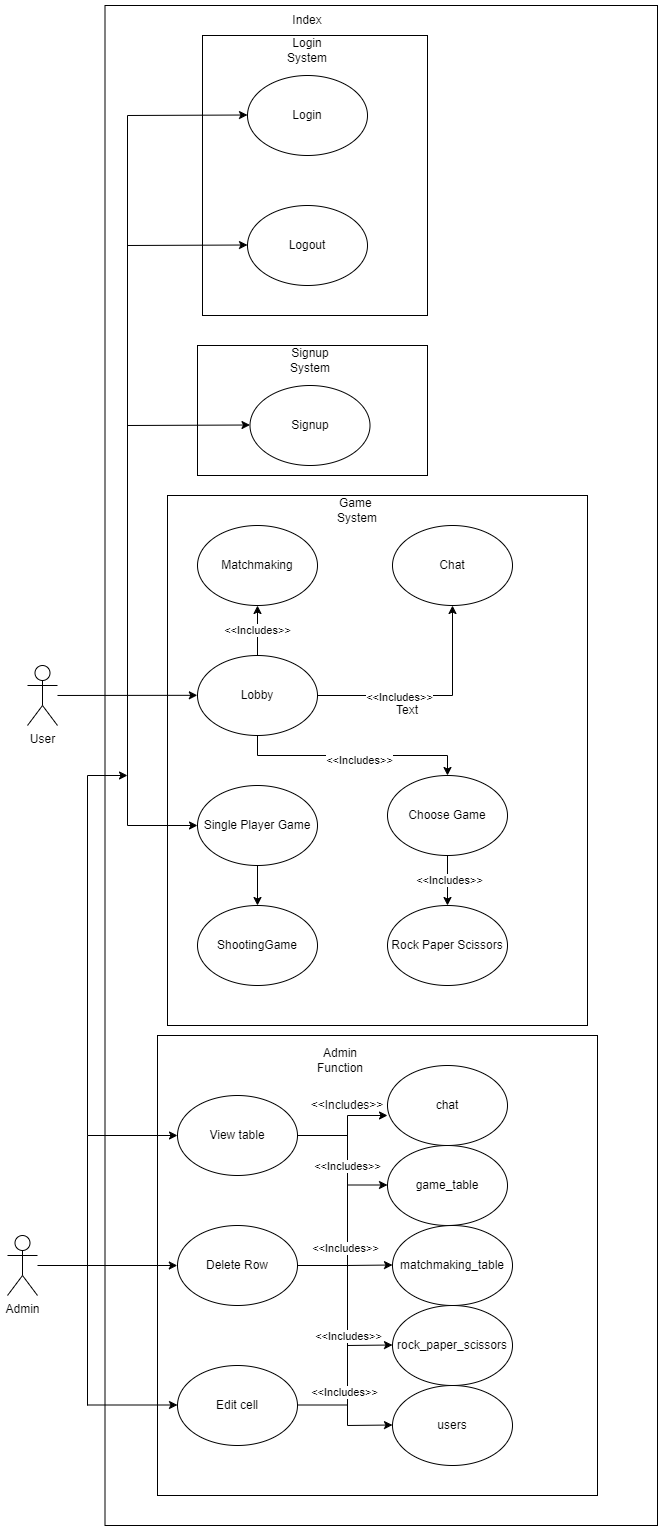 Index
Login
System
Login
Logout
Signup
System
Signup
Game
System
Matchmaking
Chat
<<Includes>>
Lobby
<<Includes>>
Text
User
<<Includes>>
Single Player Game
Choose Game
<<Includes>>
ShootingGame
Rock Paper Scissors
Admin
Function
<<Includes>>
chat
View table
<<Includes>>
game_table
<<Includes>>
Delete Row
matchmaking_table
Admin
<<Includes>>
rock_paper_scissors
<<Includes>>
Edit cell
users